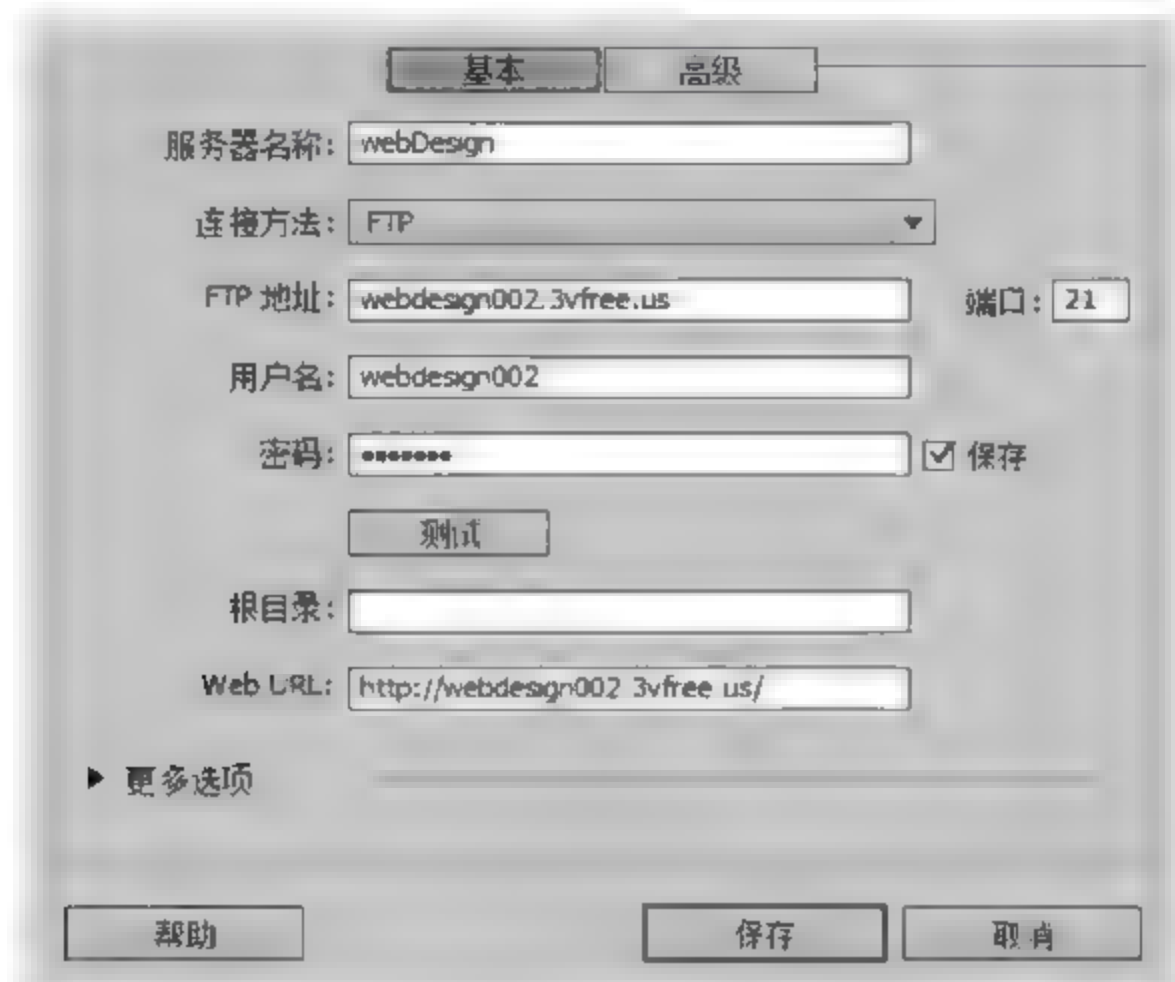 基本 高级
服务器名称: webDesign
连接方法: FTP
FTP 地址: webdesign002.3vfree.us 端口: 21
用户名: webdesign002
密码: ••••••• 保存
测试
根目录:
Web URL: http://webdesign002.3vfree.us/
更多选项
帮助 保存 取消